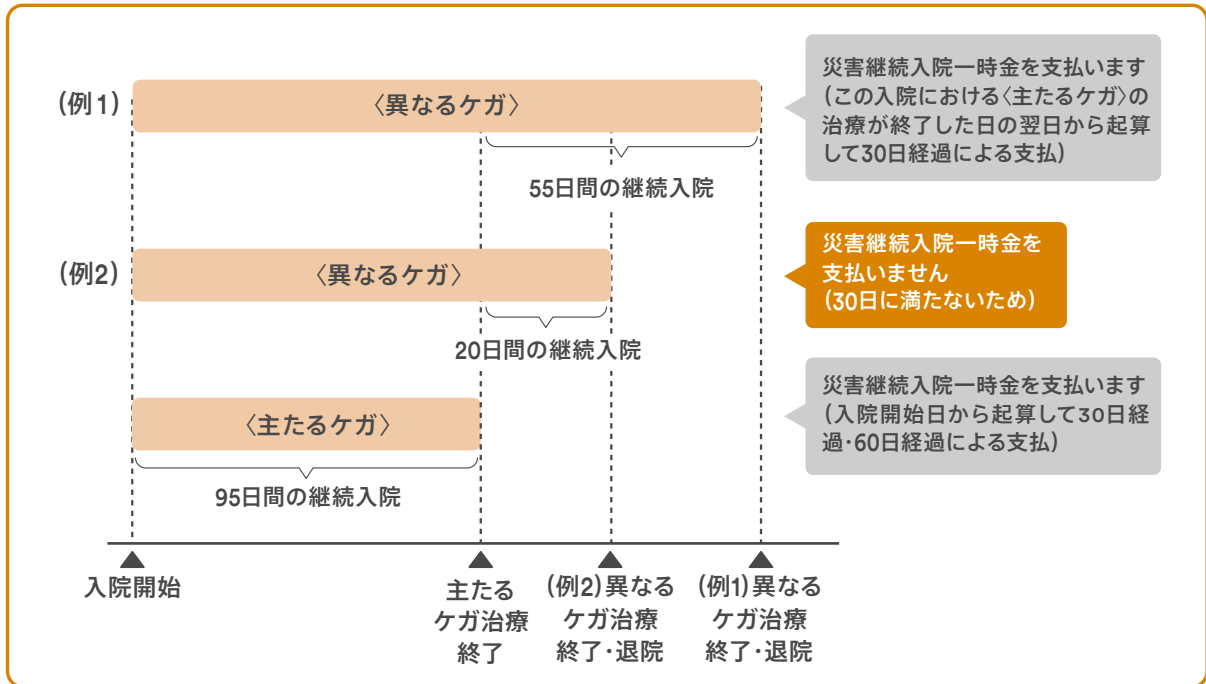 (例1)
〈異なるケガ〉
災害継続入院一時金を支払います
(この入院における〈主たるケガ〉の
治療が終了した日の翌日から起算
して30日経過による支払)
55日間の継続入院
(例2)
〈異なるケガ〉
災害継続入院一時金を
支払いません
(30日に満たないため)
20日間の継続入院
〈主たるケガ〉
災害継続入院一時金を支払います
(入院開始日から起算して30日経
過・60日経過による支払)
95日間の継続入院
入院開始
主たる
ケガ治療
終了
(例2)異なる
ケガ治療
終了・退院
(例1)異なる
ケガ治療
終了・退院